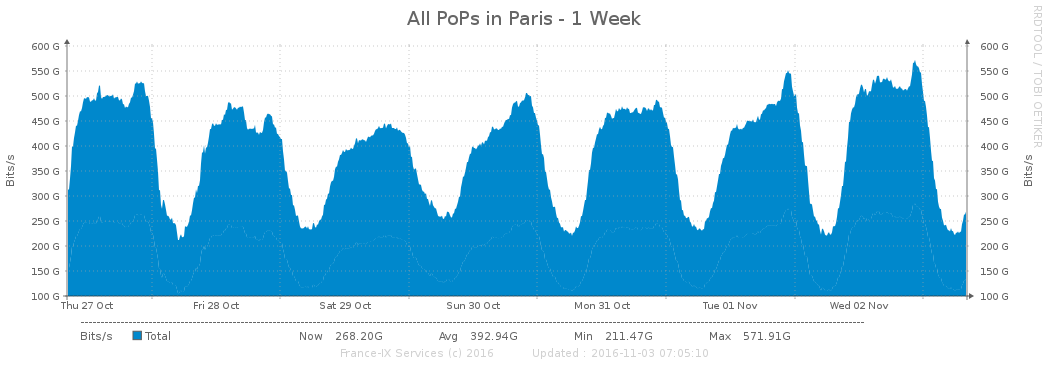 All PoPs in Paris - 1 Week
RRDTOOL / TOBI OETIKER
Bits/s
600 G
550 G
500 G
450 G
400 G
350 G
300 G
250 G
200 G
150 G
100 G
600 G
550 G
500 G
450 G
400 G
350 G
300 G
250 G
200 G
150 G
100 G
Bits/s
Thu 27 Oct Fri 28 Oct Sat 29 Oct Sun 30 Oct Mon 31 Oct Tue 01 Nov Wed 02 Nov
Bits/s Total Now 268.20G Avg 392.94G Min 211.47G Max 571.91G
France-IX Services (c) 2016 Updated : 2016-11-03 07:05:10